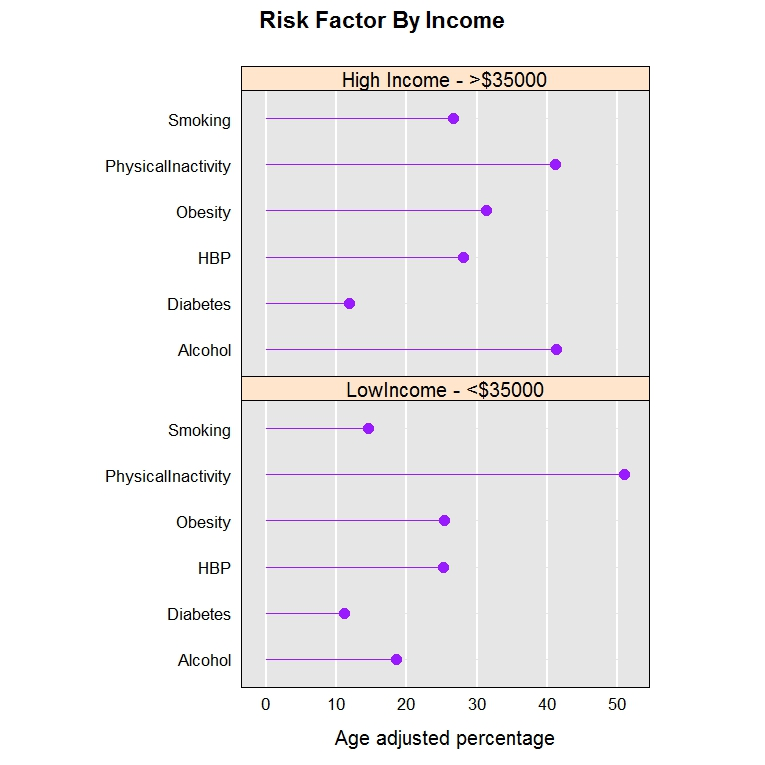 Risk Factor By Income
High Income - >$35000
Smoking
PhysicalInactivity
Obesity
HBP
Diabetes
Alcohol
LowIncome - <$35000
Smoking
PhysicalInactivity
Obesity
HBP
Diabetes
Alcohol
0 10 20 30 40 50
Age adjusted percentage